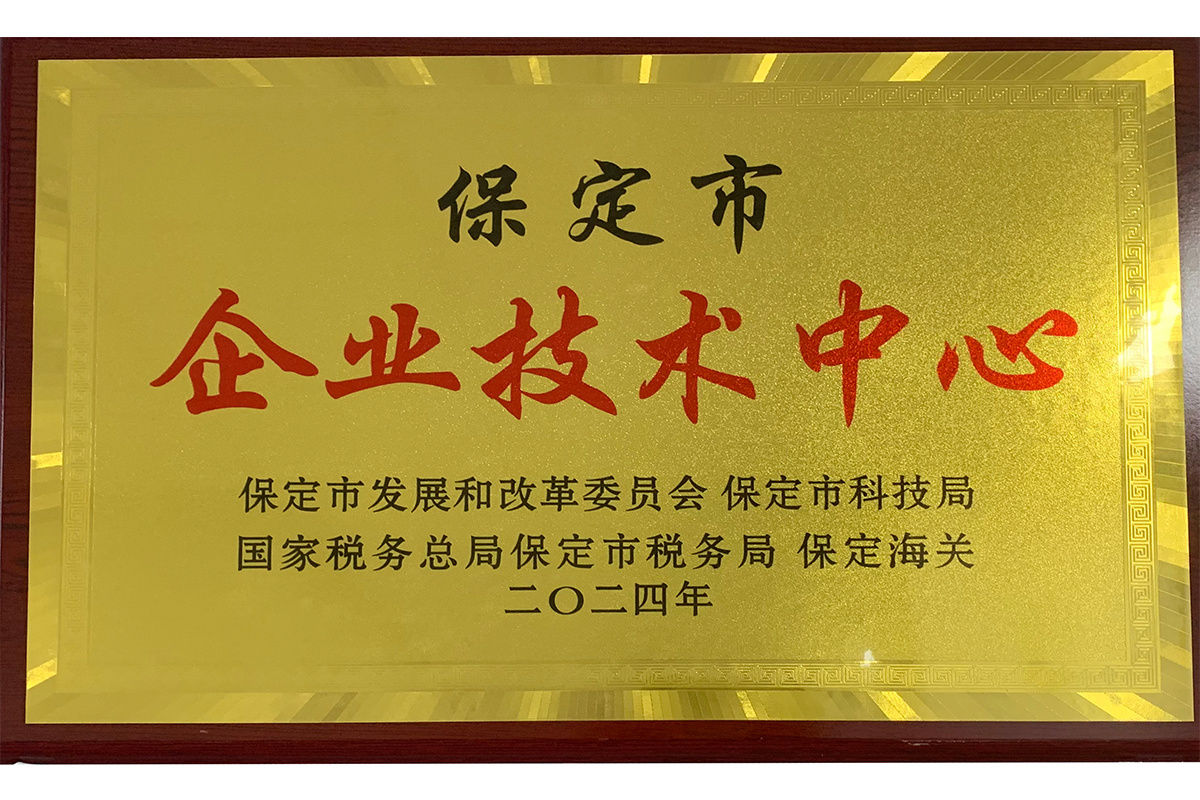 保定市
企业技术中心
保定市发展和改革委员会 保定市科技局
国家税务总局保定市税务局 保定海关
二〇二四年